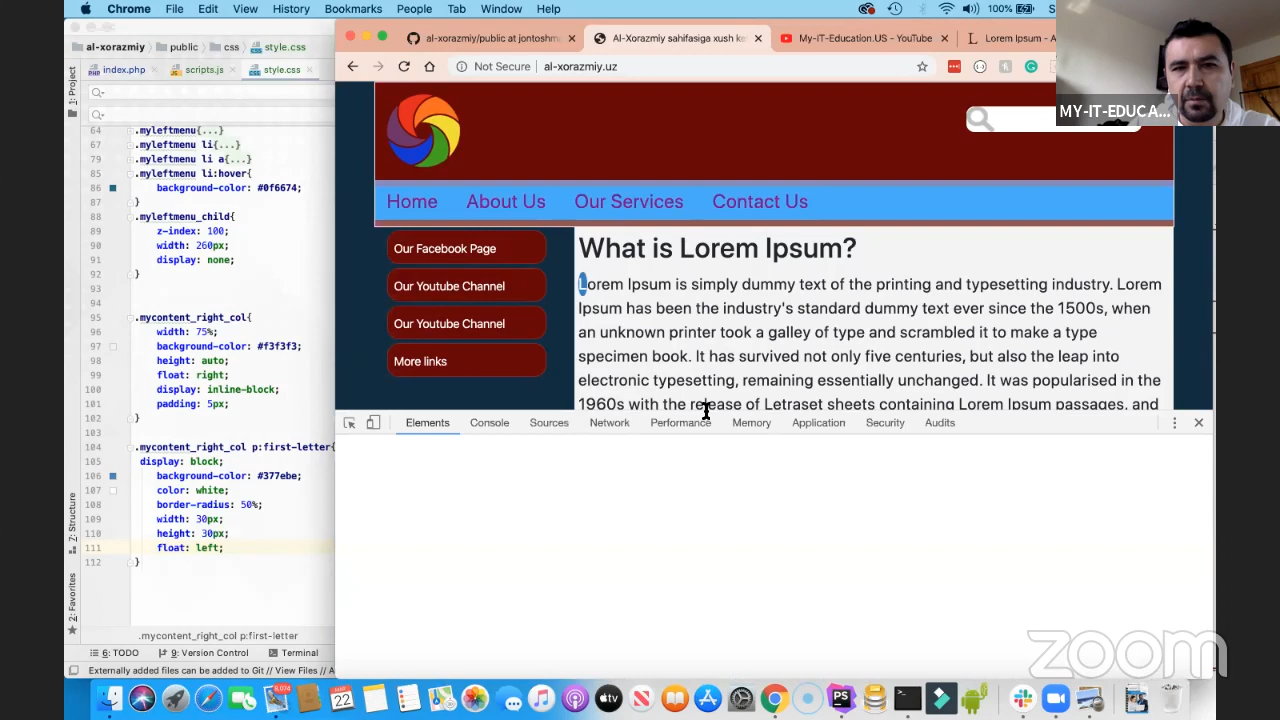 Chrome File Edit View History Bookmarks People Tab Window Help 100%
al-xorazmiy public css style.css
index.php scripts.js style.css
1: Project
64 .myleftmenu{...}
67 .myleftmenu li{...}
79 .myleftmenu li a{...}
85 .myleftmenu li:hover{
86 background-color: #0f6674;
87 }
88 .myleftmenu_child{
89 z-index: 100;
90 width: 260px;
91 display: none;
92 }
93
94
95 .mycontent_right_col{
96 width: 75%;
97 background-color: #f3f3f3;
98 height: auto;
99 float: right;
100 display: inline-block;
101 padding: 5px;
102 }
103
104 .mycontent_right_col p:first-letter{
105 display: block;
106 background-color: #377ebe;
107 color: white;
108 border-radius: 50%;
109 width: 30px;
110 height: 30px;
111 float: left;
112 }
7: Structure
2: Favorites
.mycontent_right_col p:first-letter
6: TODO 9: Version Control Terminal
Externally added files can be added to Git // View Files // A
al-xorazmiy/public at jontoshm Al-Xorazmiy sahifasiga xush ke My-IT-Education.US - YouTube Lorem Ipsum - A
Not Secure al-xorazmiy.uz
MY-IT-EDUCA...
Home About Us Our Services Contact Us
Our Facebook Page
Our Youtube Channel
Our Youtube Channel
More links
What is Lorem Ipsum?
Lorem Ipsum is simply dummy text of the printing and typesetting industry. Lorem
Ipsum has been the industry's standard dummy text ever since the 1500s, when
an unknown printer took a galley of type and scrambled it to make a type
specimen book. It has survived not only five centuries, but also the leap into
electronic typesetting, remaining essentially unchanged. It was popularised in the
1960s with the release of Letraset sheets containing Lorem Ipsum passages, and
Elements Console Sources Network Performance Memory Application Security Audits
zoom
MAR
22
tv
PS